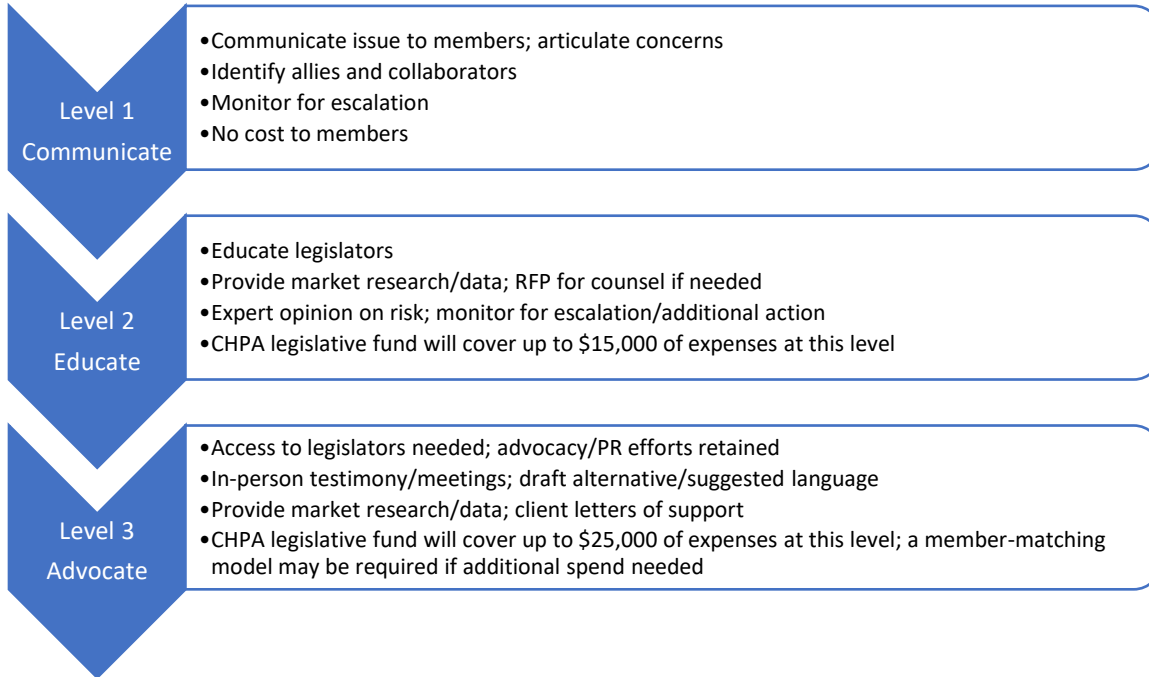 Level 1
Communicate
•Communicate issue to members; articulate concerns
•Identify allies and collaborators
•Monitor for escalation
•No cost to members
Level 2
Educate
•Educate legislators
•Provide market research/data; RFP for counsel if needed
•Expert opinion on risk; monitor for escalation/additional action
•CHPA legislative fund will cover up to $15,000 of expenses at this level
Level 3
Advocate
•Access to legislators needed; advocacy/PR efforts retained
•In-person testimony/meetings; draft alternative/suggested language
•Provide market research/data; client letters of support
•CHPA legislative fund will cover up to $25,000 of expenses at this level; a member-matching
model may be required if additional spend needed